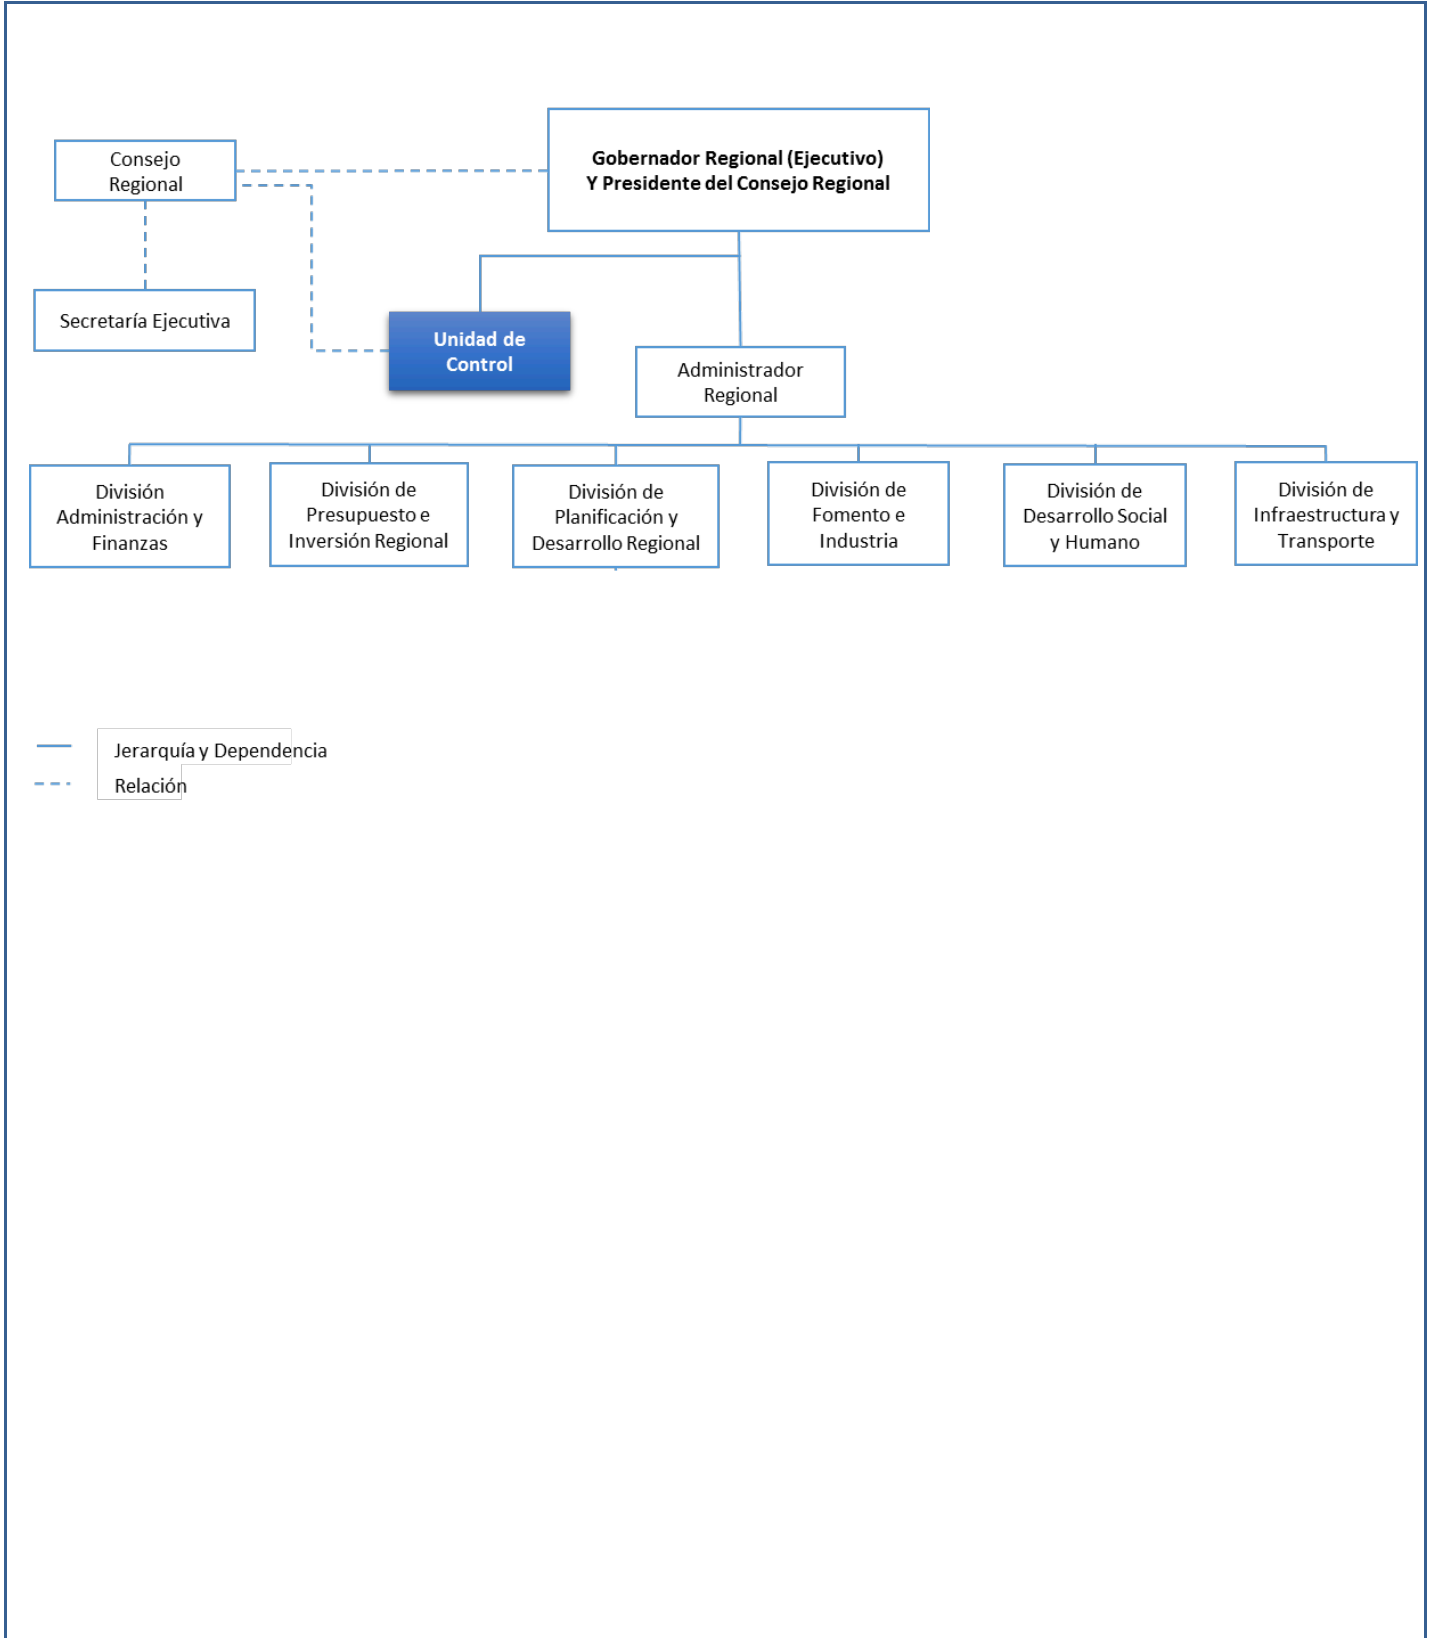 Gobernador Regional (Ejecutivo)
Y Presidente del Consejo Regional
Consejo
Regional
Secretaría Ejecutiva
Unidad de
Control
Administrador
Regional
División
Administración y
Finanzas
División de
Presupuesto e
Inversión Regional
División de
Planificación y
Desarrollo Regional
División de
Fomento e
Industria
División de
Desarrollo Social
y Humano
División de
Infraestructura y
Transporte
Jerarquía y Dependencia
Relación